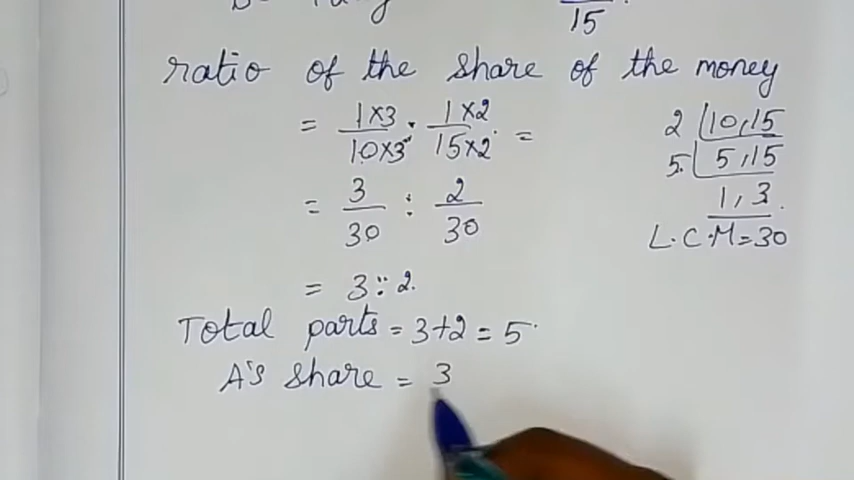 15
ratio of the share of the money
= 1×3/10×3 : 1×2/15×2 =
= 3/30 : 2/30
= 3:2.
2 | 10,15
5 | 5,15
1, 3
L.C.M=30
Total parts = 3+2 = 5
A's share = 3